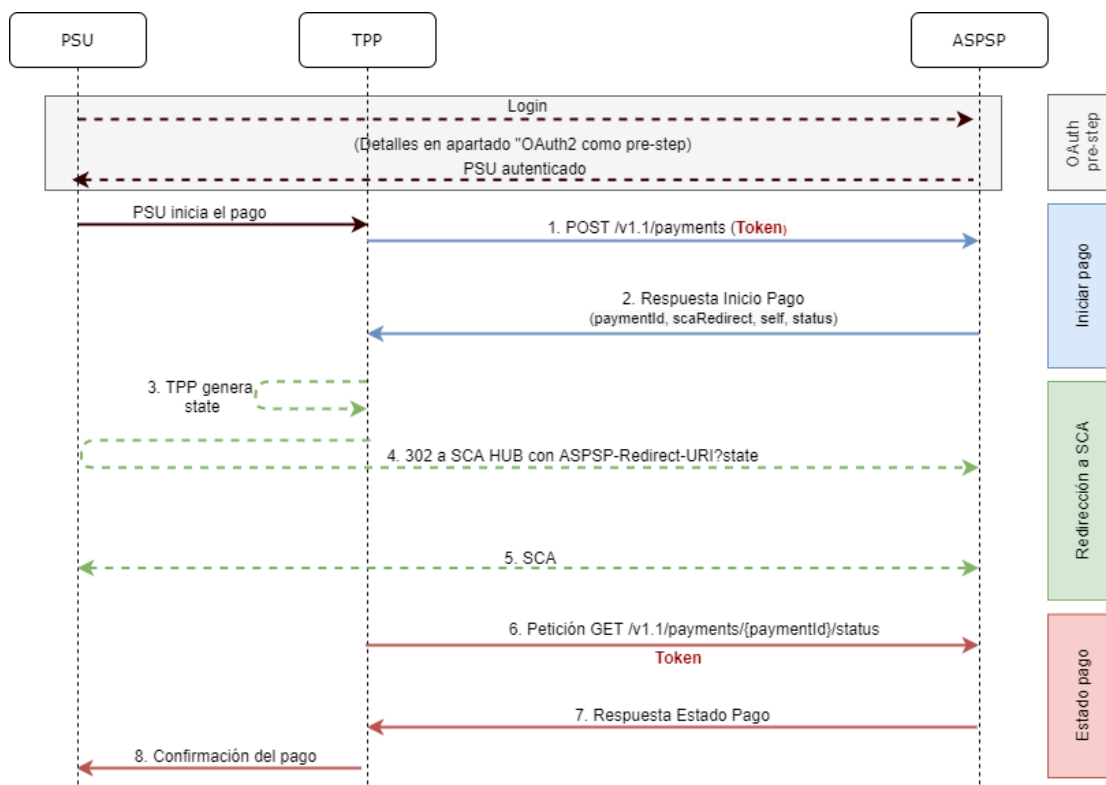 PSU
TPP
ASPSP
Login
(Detalles en apartado "OAuth2 como pre-step)
PSU autenticado
OAuth
pre-step
PSU inicia el pago
1. POST /v1.1/payments (Token)
2. Respuesta Inicio Pago
(paymentId, scaRedirect, self, status)
Iniciar pago
3. TPP genera
state
4. 302 a SCA HUB con ASPSP-Redirect-URI?state
5. SCA
Redirección a SCA
6. Petición GET /v1.1/payments/{paymentId}/status
Token
7. Respuesta Estado Pago
8. Confirmación del pago
Estado pago